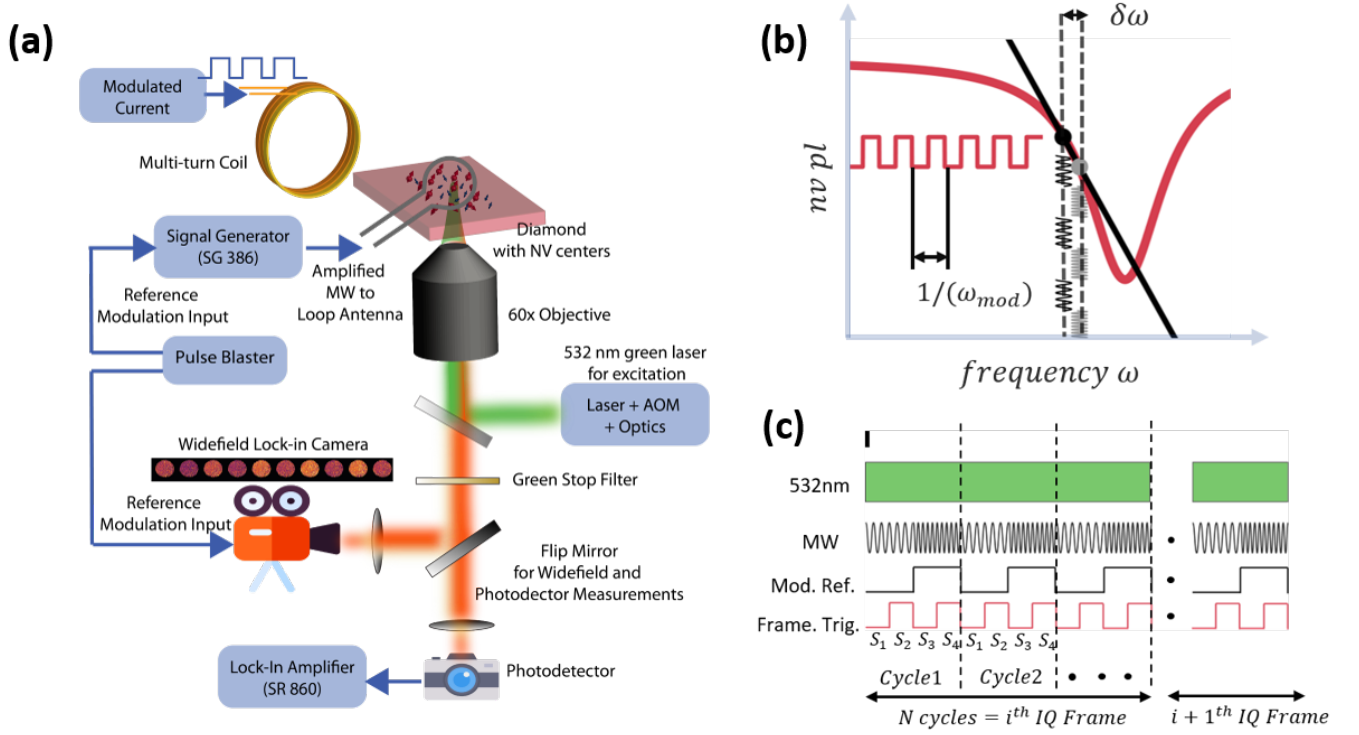 (a)
Modulated
Current
Multi-turn Coil
Signal Generator
(SG 386)
Amplified
MW to
Loop Antenna
Diamond
with NV centers
Reference
Modulation Input
60x Objective
Pulse Blaster
532 nm green laser
for excitation
Laser + AOM
+ Optics
Widefield Lock-in Camera
Green Stop Filter
Reference
Modulation Input
Flip Mirror
for Widefield and
Photodector Measurements
Lock-In Amplifier
(SR 860)
Photodetector
(b)
δω
nv pl
1/(ω_mod)
frequency ω
(c)
532nm
MW
Mod. Ref.
Frame. Trig.
S₁ S₂ S₃ S₄ S₁ S₂ S₃ S₄
Cycle1 Cycle2 • • •
N cycles = iᵗʰ IQ Frame i + 1ᵗʰ IQ Frame